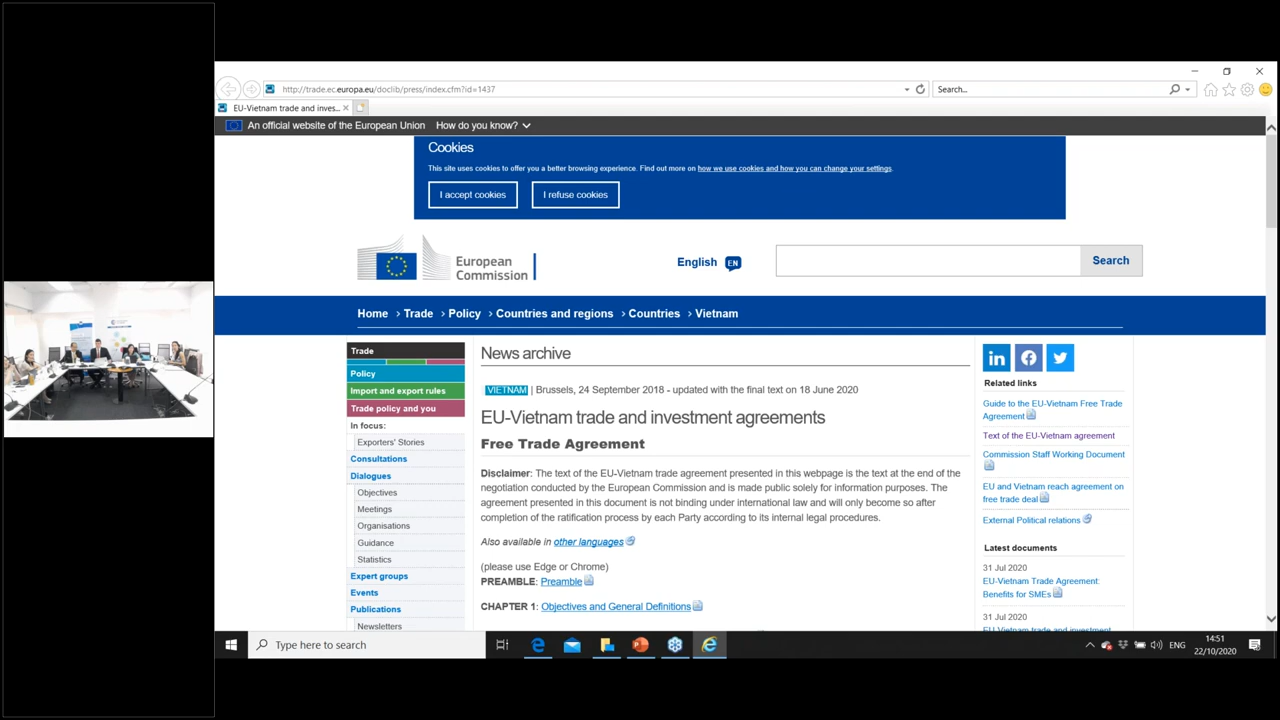 http://trade.ec.europa.eu/doclib/press/index.cfm?id=1437
Search...
EU-Vietnam trade and inves...
An official website of the European Union How do you know?
Cookies
This site uses cookies to offer you a better browsing experience. Find out more on how we use cookies and how you can change your settings.
I accept cookies
I refuse cookies
European
Commission
English EN
Search
Home > Trade > Policy > Countries and regions > Countries > Vietnam
Trade
Policy
Import and export rules
Trade policy and you
In focus:
Exporters' Stories
Consultations
Dialogues
Objectives
Meetings
Organisations
Guidance
Statistics
Expert groups
Events
Publications
Newsletters
News archive
VIETNAM | Brussels, 24 September 2018 - updated with the final text on 18 June 2020
EU-Vietnam trade and investment agreements
Free Trade Agreement
Disclaimer: The text of the EU-Vietnam trade agreement presented in this webpage is the text at the end of the
negotiation conducted by the European Commission and is made public solely for information purposes. The
agreement presented in this document is not binding under international law and will only become so after
completion of the ratification process by each Party according to its internal legal procedures.
Also available in other languages
(please use Edge or Chrome)
PREAMBLE: Preamble
CHAPTER 1: Objectives and General Definitions
in
Related links
Guide to the EU-Vietnam Free Trade
Agreement
Text of the EU-Vietnam agreement
Commission Staff Working Document
EU and Vietnam reach agreement on
free trade deal
External Political relations
Latest documents
31 Jul 2020
EU-Vietnam Trade Agreement:
Benefits for SMEs
31 Jul 2020
EU-Vietnam trade and investment
Type here to search
ENG
14:51
22/10/2020